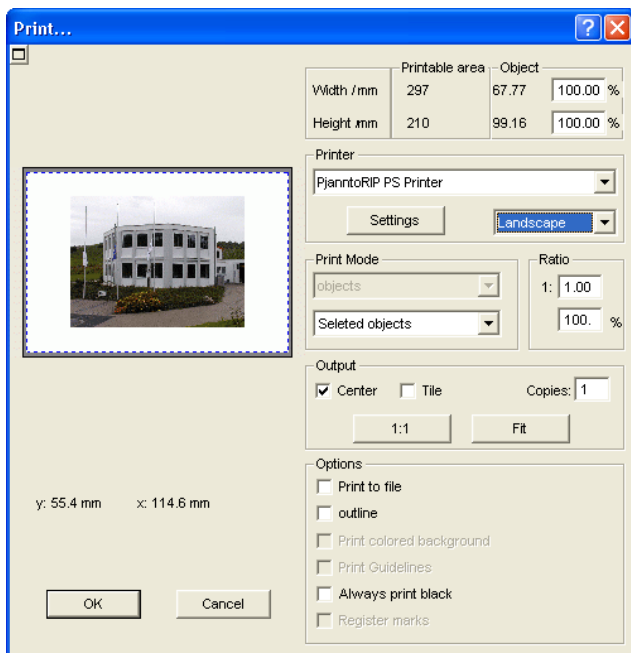 Print...
Printable area Object
Width /mm 297 67.77 100.00 %
Height /mm 210 99.16 100.00 %
Printer
PjanntoRIP PS Printer
Settings Landscape
Print Mode Ratio
objects 1: 1.00
Seleted objects 100. %
Output
Center Tile Copies: 1
1:1 Fit
Options
Print to file
outline
Print colored background
Print Guidelines
Always print black
Register marks
y: 55.4 mm x: 114.6 mm
OK Cancel